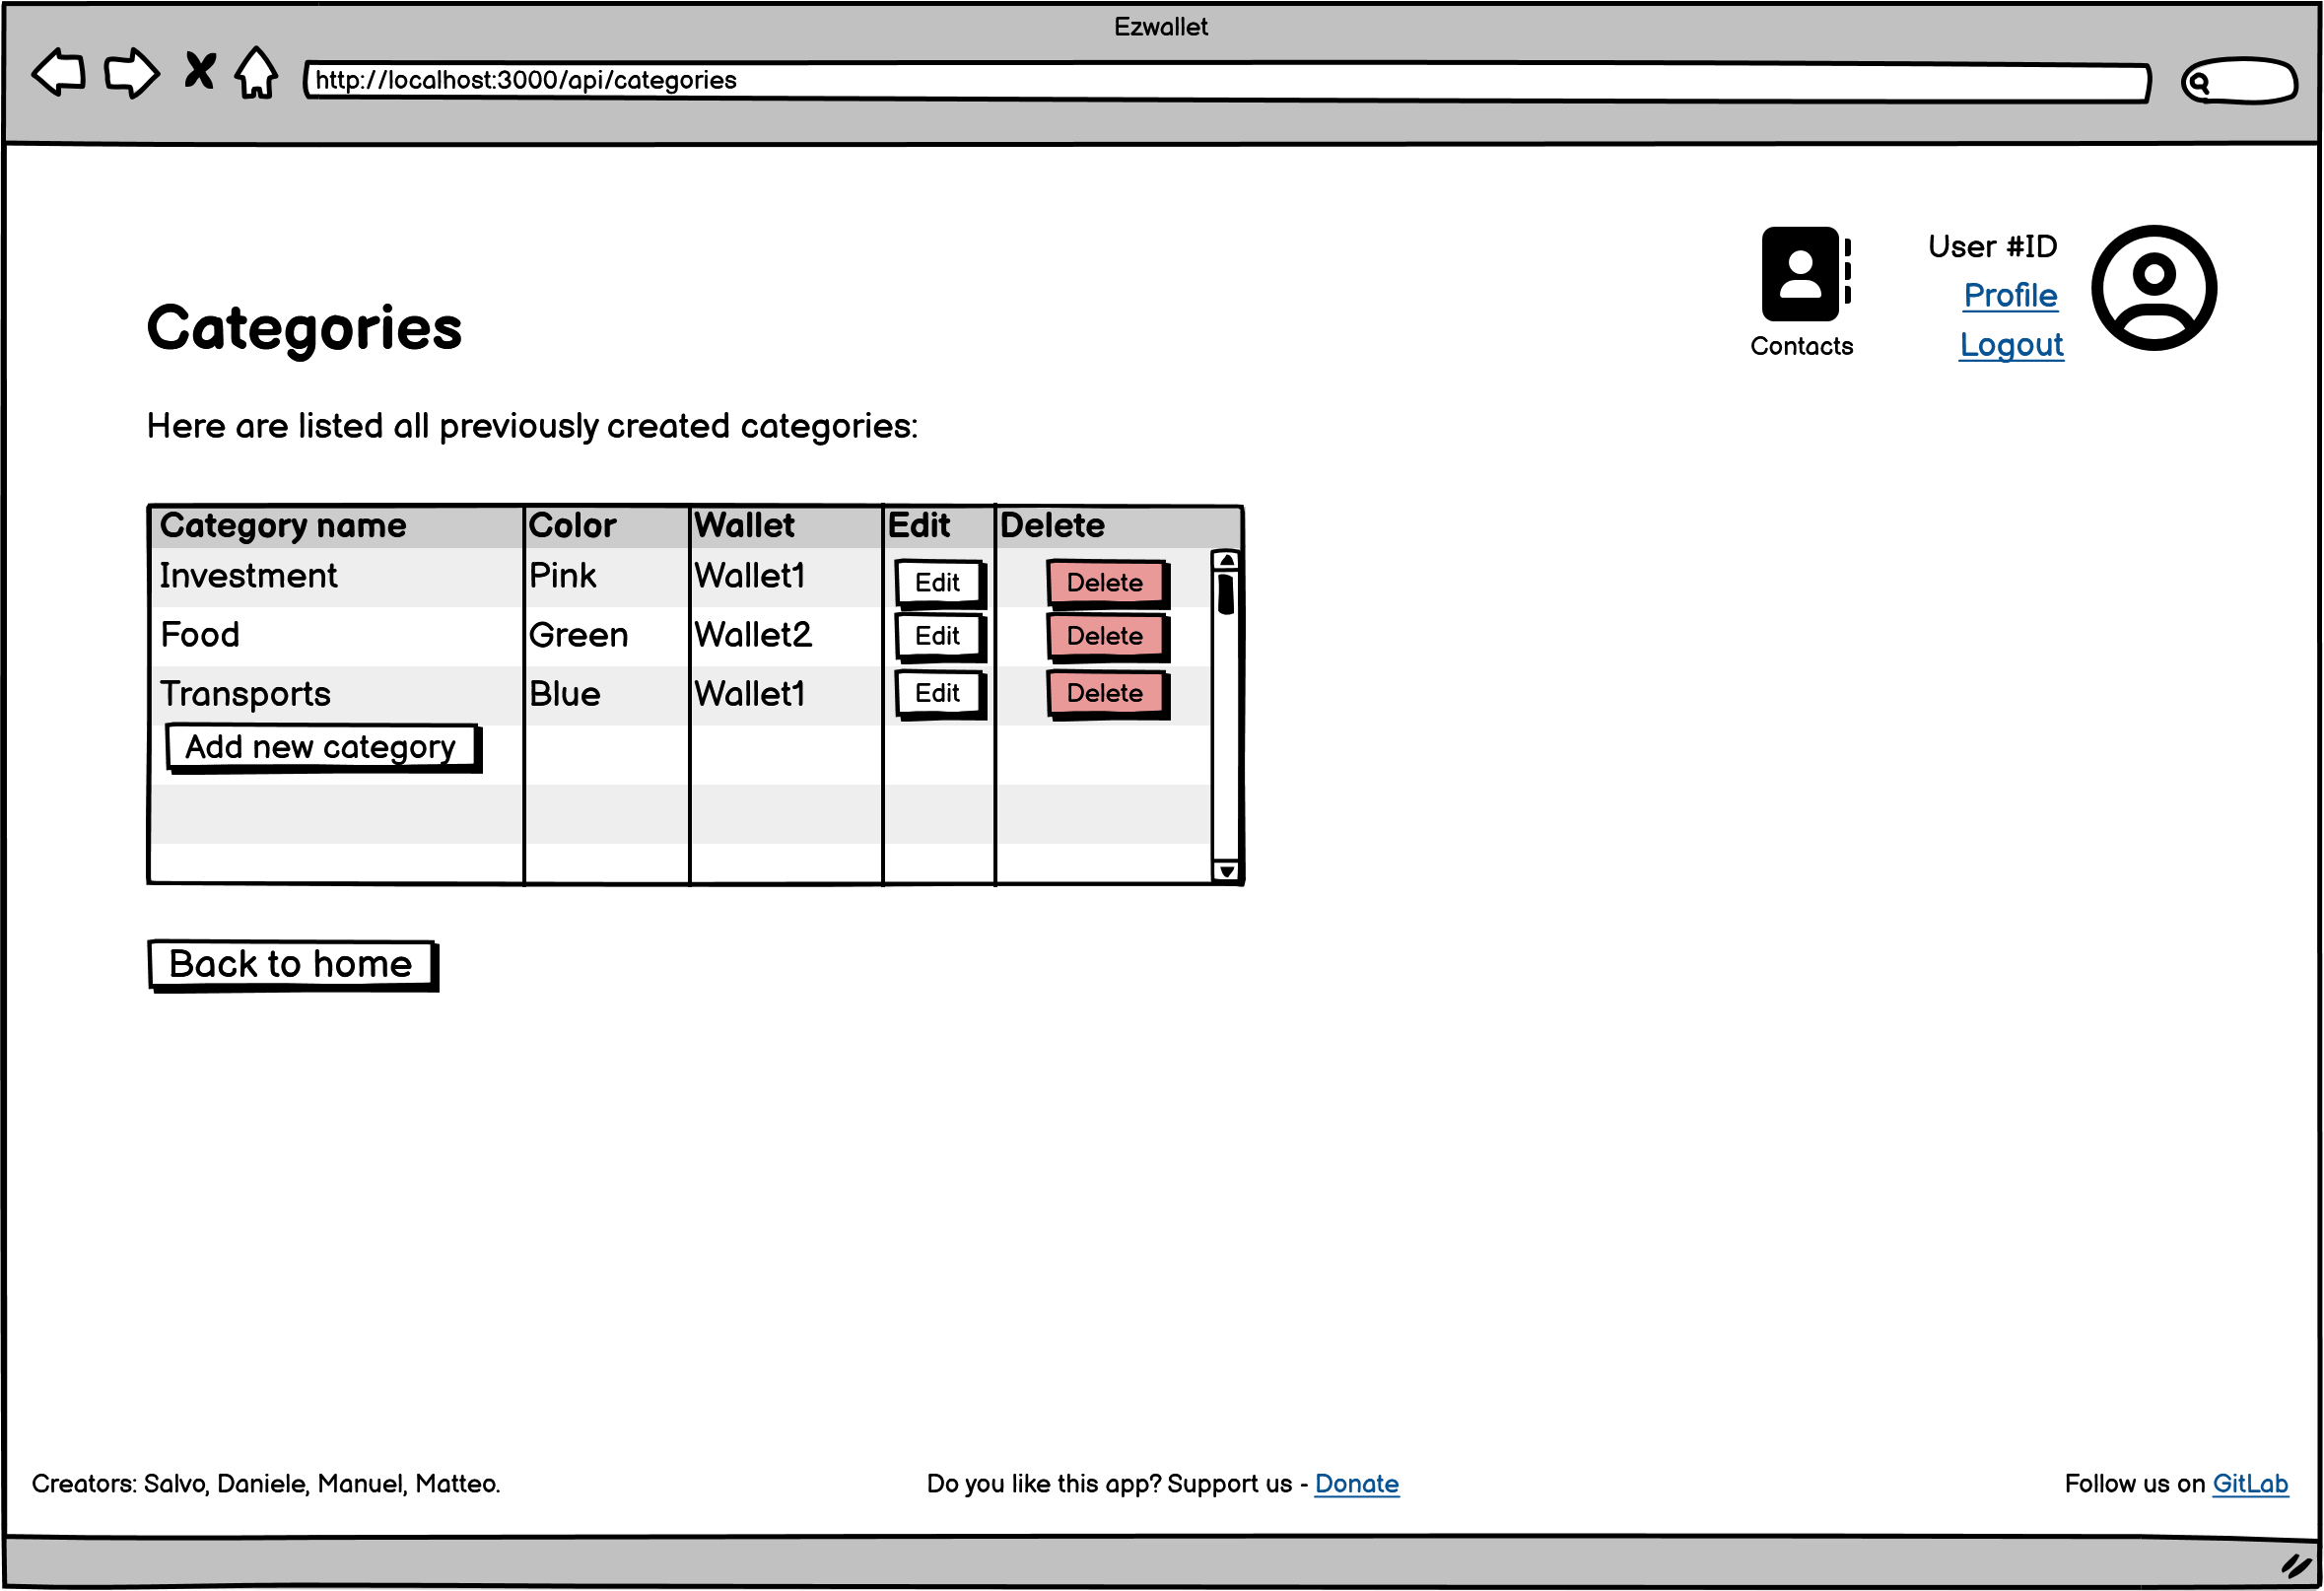 Ezwallet
http://localhost:3000/api/categories
User #ID
Profile
Logout
Contacts
Categories
Here are listed all previously created categories:
Category name Color Wallet Edit Delete
Investment Pink Wallet1 Edit Delete
Food Green Wallet2 Edit Delete
Transports Blue Wallet1 Edit Delete
Add new category
Back to home
Creators: Salvo, Daniele, Manuel, Matteo. Do you like this app? Support us - Donate Follow us on GitLab